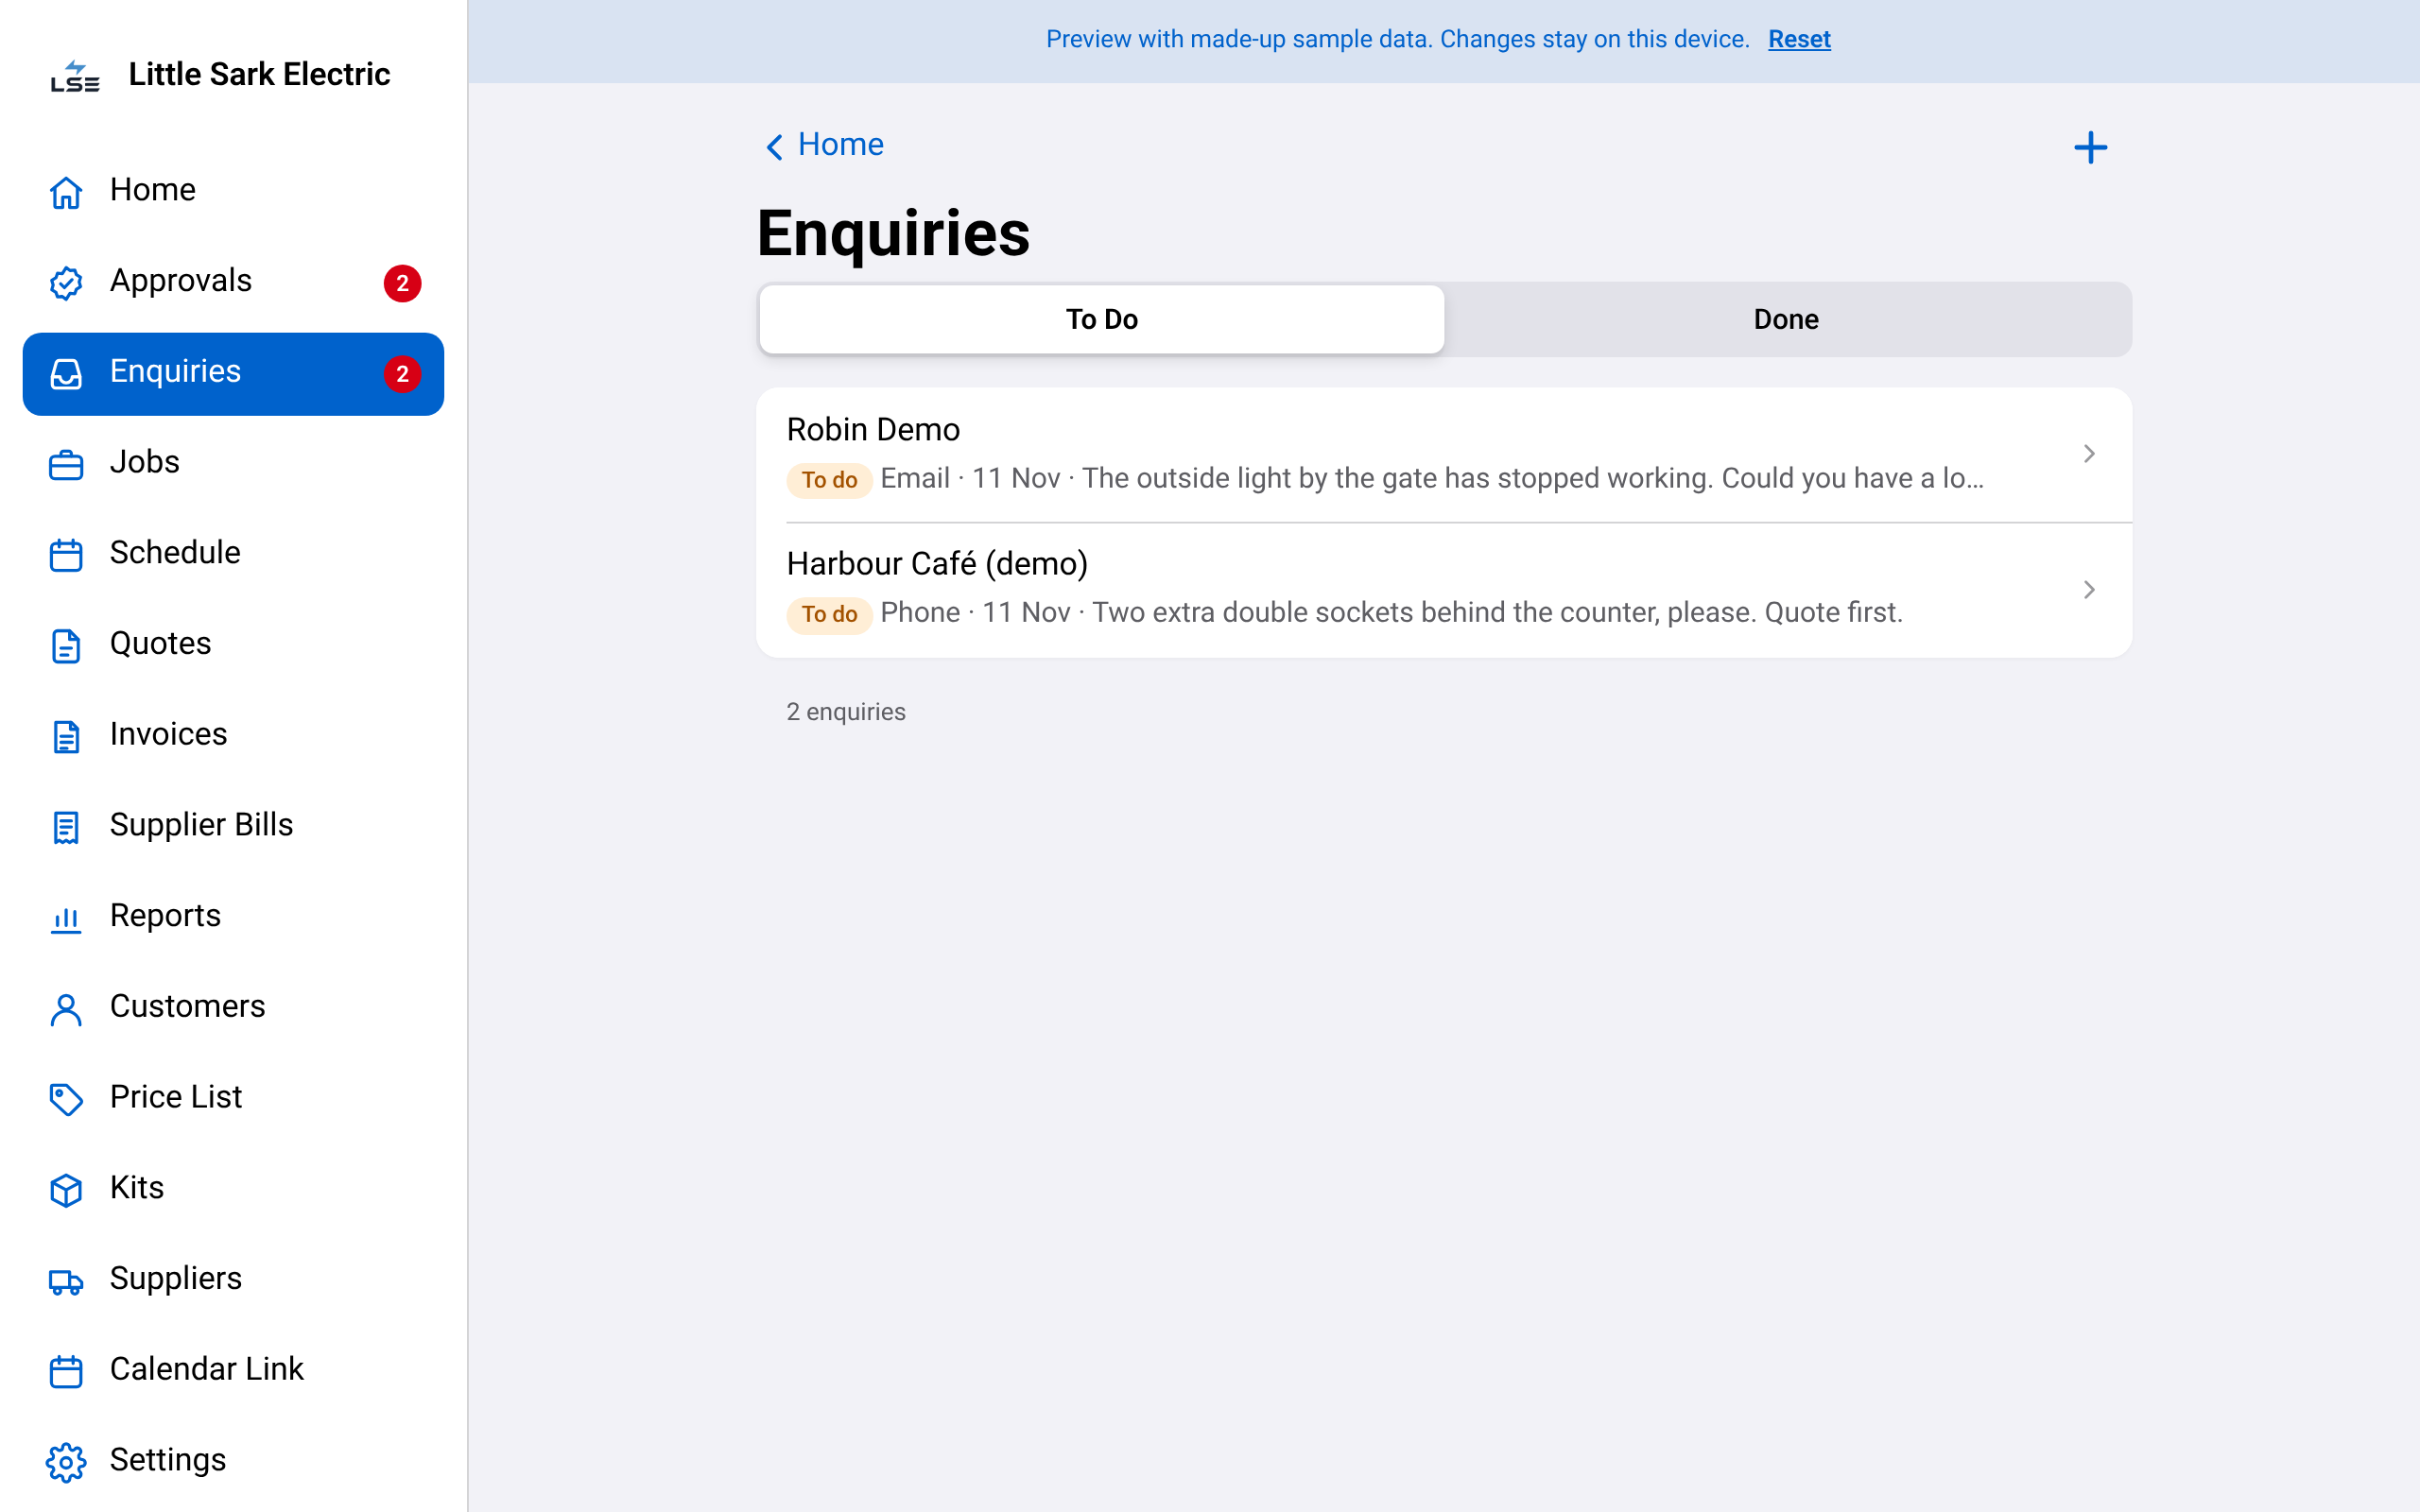 Preview with made-up sample data. Changes stay on this device. Reset
LSE Little Sark Electric
Home
Approvals 2
Enquiries 2
Jobs
Schedule
Quotes
Invoices
Supplier Bills
Reports
Customers
Price List
Kits
Suppliers
Calendar Link
Settings
Home
Enquiries
To Do Done
Robin Demo
To do Email · 11 Nov · The outside light by the gate has stopped working. Could you have a lo…
Harbour Café (demo)
To do Phone · 11 Nov · Two extra double sockets behind the counter, please. Quote first.
2 enquiries